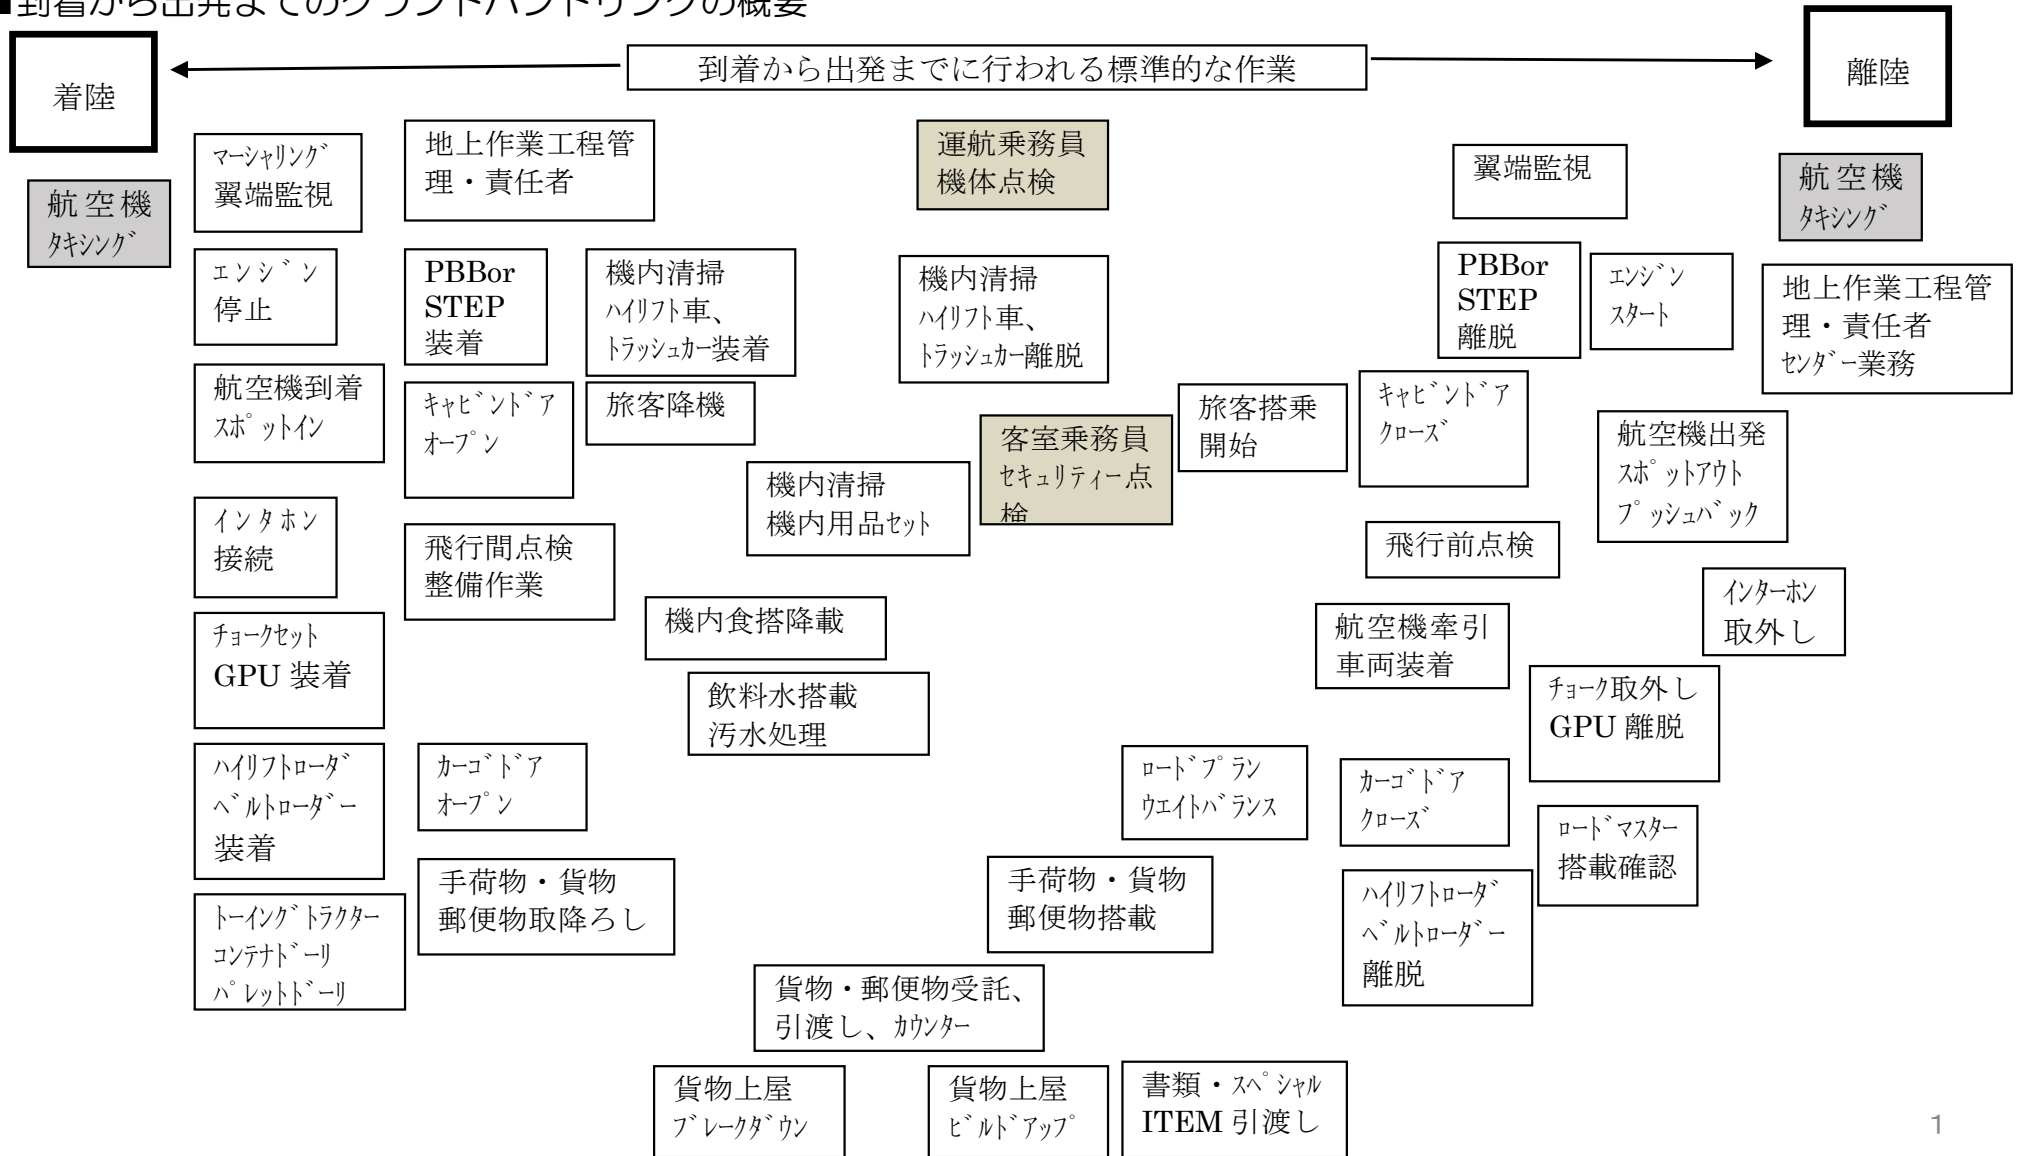 ■到着から出発までのグランドハンドリングの概要
着陸
到着から出発までに行われる標準的な作業
離陸
航空機
ﾀｷｼﾝｸﾞ
ﾏｰｼｬﾘﾝｸﾞ
翼端監視
地上作業工程管
理・責任者
運航乗務員
機体点検
翼端監視
航空機
ﾀｷｼﾝｸﾞ
ｴﾝｼﾞﾝ
停止
PBBor
STEP
装着
機内清掃
ﾊｲﾘﾌﾄ車、
ﾄﾗｯｼｭｶｰ装着
機内清掃
ﾊｲﾘﾌﾄ車、
ﾄﾗｯｼｭｶｰ離脱
PBBor
STEP
離脱
ｴﾝｼﾞﾝ
ｽﾀｰﾄ
地上作業工程管
理・責任者
ｾﾝﾀﾞｰ業務
航空機到着
ｽﾎﾟｯﾄｲﾝ
ｷｬﾋﾞﾝﾄﾞｱ
ｵｰﾌﾟﾝ
旅客降機
機内清掃
機内用品ｾｯﾄ
客室乗務員
ｾｷｭﾘﾃｨｰ点
検
旅客搭乗
開始
ｷｬﾋﾞﾝﾄﾞｱ
ｸﾛｰｽﾞ
航空機出発
ｽﾎﾟｯﾄｱｳﾄ
ﾌﾟｯｼｭﾊﾞｯｸ
ｲﾝﾀﾎﾝ
接続
飛行間点検
整備作業
飛行前点検
ｲﾝﾀｰﾎﾝ
取外し
ﾁｮｰｸｾｯﾄ
GPU 装着
機内食搭降載
飲料水搭載
汚水処理
航空機牽引
車両装着
ﾁｮｰｸ取外し
GPU 離脱
ﾊｲﾘﾌﾄﾛｰﾀﾞ
ﾍﾞﾙﾄﾛｰﾀﾞｰ
装着
ｶｰｺﾞﾄﾞｱ
ｵｰﾌﾟﾝ
ﾛｰﾄﾞﾌﾟﾗﾝ
ｳｴｲﾄﾊﾞﾗﾝｽ
ｶｰｺﾞﾄﾞｱ
ｸﾛｰｽﾞ
ﾛｰﾄﾞﾏｽﾀｰ
搭載確認
ﾄｰｲﾝｸﾞﾄﾗｸﾀｰ
ｺﾝﾃﾅﾄﾞｰﾘ
ﾊﾟﾚｯﾄﾄﾞｰﾘ
手荷物・貨物
郵便物取降ろし
手荷物・貨物
郵便物搭載
ﾊｲﾘﾌﾄﾛｰﾀﾞ
ﾍﾞﾙﾄﾛｰﾀﾞｰ
離脱
貨物・郵便物受託、
引渡し、ｶｳﾝﾀｰ
貨物上屋
ﾌﾞﾚｰｸﾀﾞｳﾝ
貨物上屋
ﾋﾞﾙﾄﾞｱｯﾌﾟ
書類・ｽﾍﾟｼｬﾙ
ITEM 引渡し
1